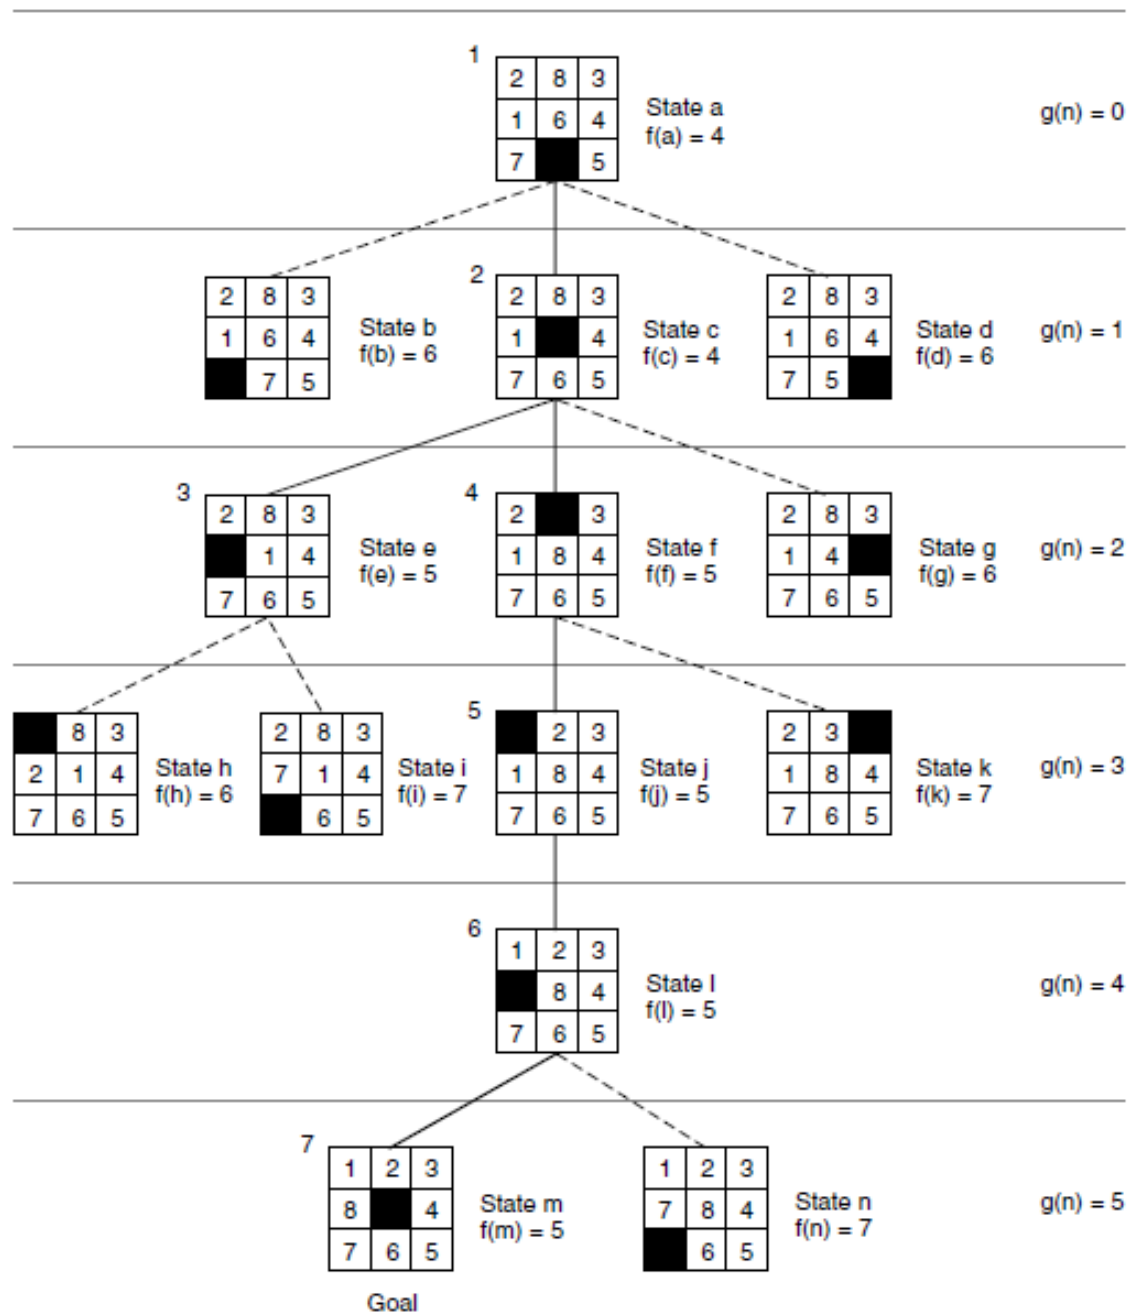 1
2 8 3
1 6 4
7 5
State a
f(a) = 4
g(n) = 0
2 8 3
1 6 4
7 5
State b
f(b) = 6
2
2 8 3
1 4
7 6 5
State c
f(c) = 4
2 8 3
1 6 4
7 5
State d
f(d) = 6
g(n) = 1
3
2 8 3
1 4
7 6 5
State e
f(e) = 5
4
2 3
1 8 4
7 6 5
State f
f(f) = 5
2 8 3
1 4
7 6 5
State g
f(g) = 6
g(n) = 2
8 3
2 1 4
7 6 5
State h
f(h) = 6
2 8 3
7 1 4
6 5
State i
f(i) = 7
5
2 3
1 8 4
7 6 5
State j
f(j) = 5
2 3
1 8 4
7 6 5
State k
f(k) = 7
g(n) = 3
6
1 2 3
8 4
7 6 5
State l
f(l) = 5
g(n) = 4
7
1 2 3
8 4
7 6 5
State m
f(m) = 5
1 2 3
7 8 4
6 5
State n
f(n) = 7
g(n) = 5
Goal